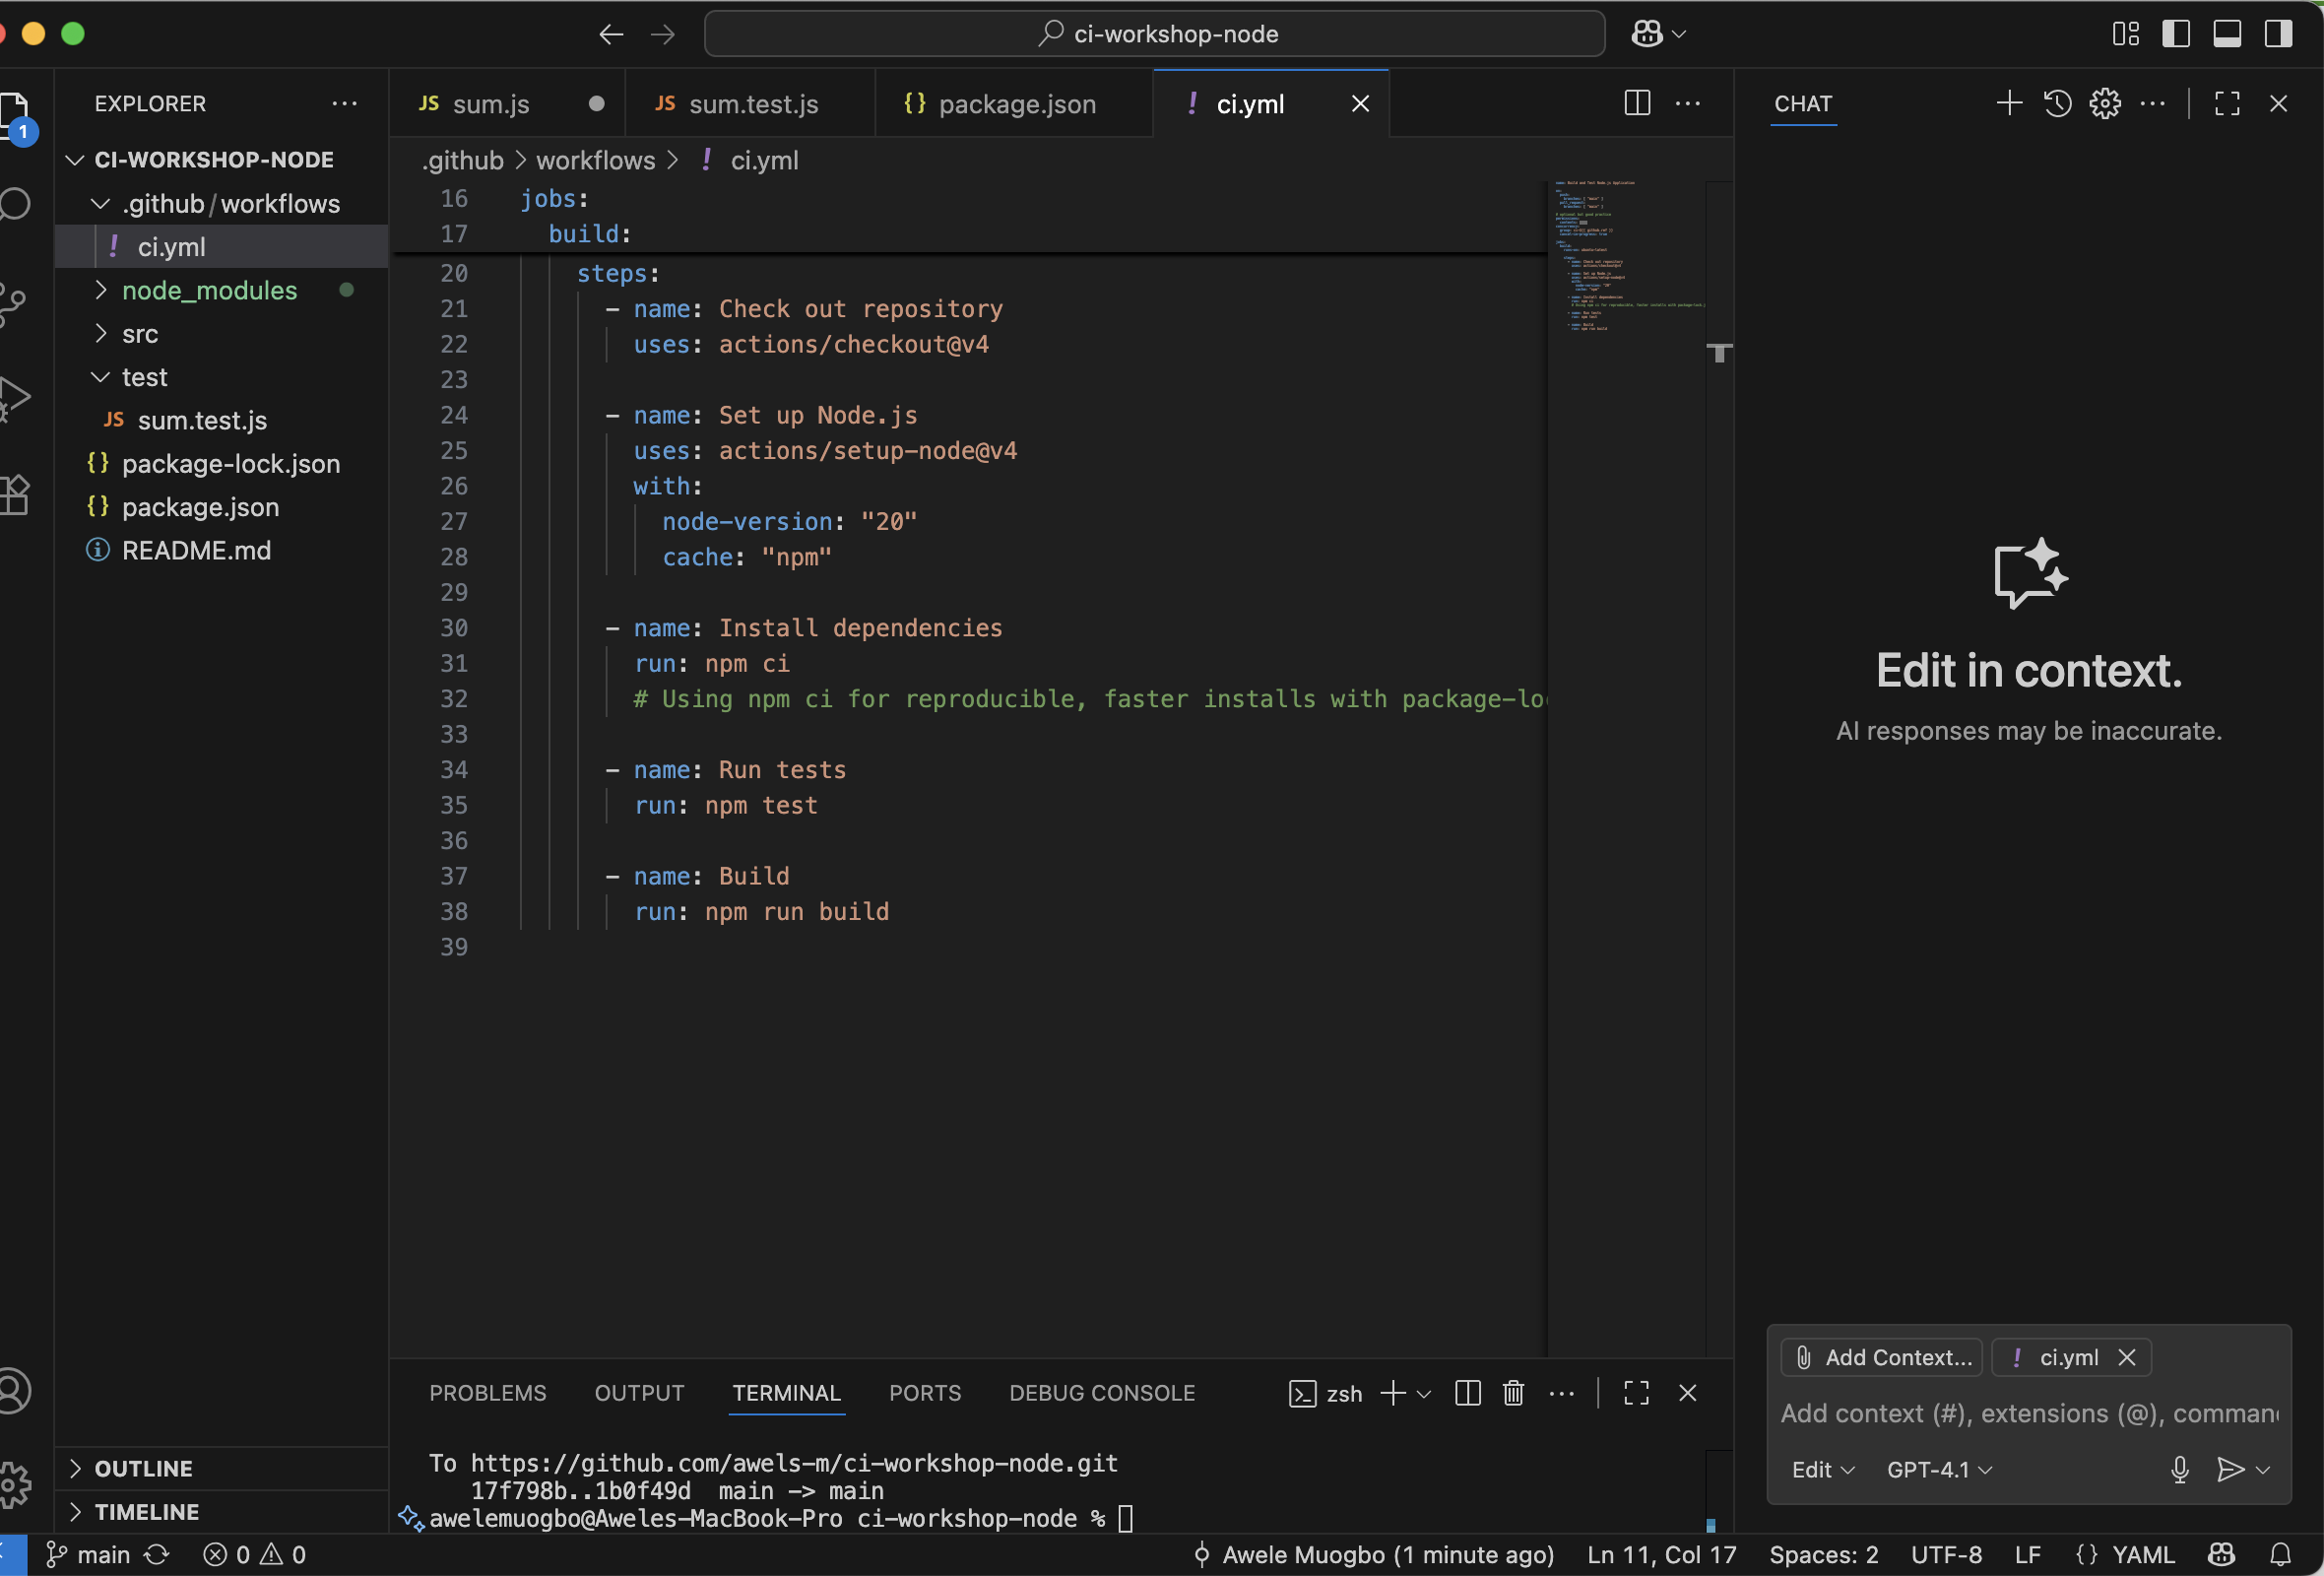 ci-workshop-node
EXPLORER
1
CI-WORKSHOP-NODE
.github/workflows
! ci.yml
node_modules
src
test
JS sum.test.js
{} package-lock.json
{} package.json
README.md
OUTLINE
TIMELINE
JS sum.js
JS sum.test.js
{} package.json
! ci.yml
.github > workflows > ! ci.yml
16 jobs:
17 build:
20 steps:
21 - name: Check out repository
22 uses: actions/checkout@v4
23
24 - name: Set up Node.js
25 uses: actions/setup-node@v4
26 with:
27 node-version: "20"
28 cache: "npm"
29
30 - name: Install dependencies
31 run: npm ci
32 # Using npm ci for reproducible, faster installs with package-lo
33
34 - name: Run tests
35 run: npm test
36
37 - name: Build
38 run: npm run build
39
PROBLEMS OUTPUT TERMINAL PORTS DEBUG CONSOLE
zsh
To https://github.com/awels-m/ci-workshop-node.git
17f798b..1b0f49d main -> main
awelemuogbo@Aweles-MacBook-Pro ci-workshop-node %
CHAT
Edit in context.
AI responses may be inaccurate.
Add Context...
! ci.yml
Add context (#), extensions (@), comman
Edit
GPT-4.1
main
0 0
Awele Muogbo (1 minute ago)
Ln 11, Col 17
Spaces: 2
UTF-8
LF
{} YAML